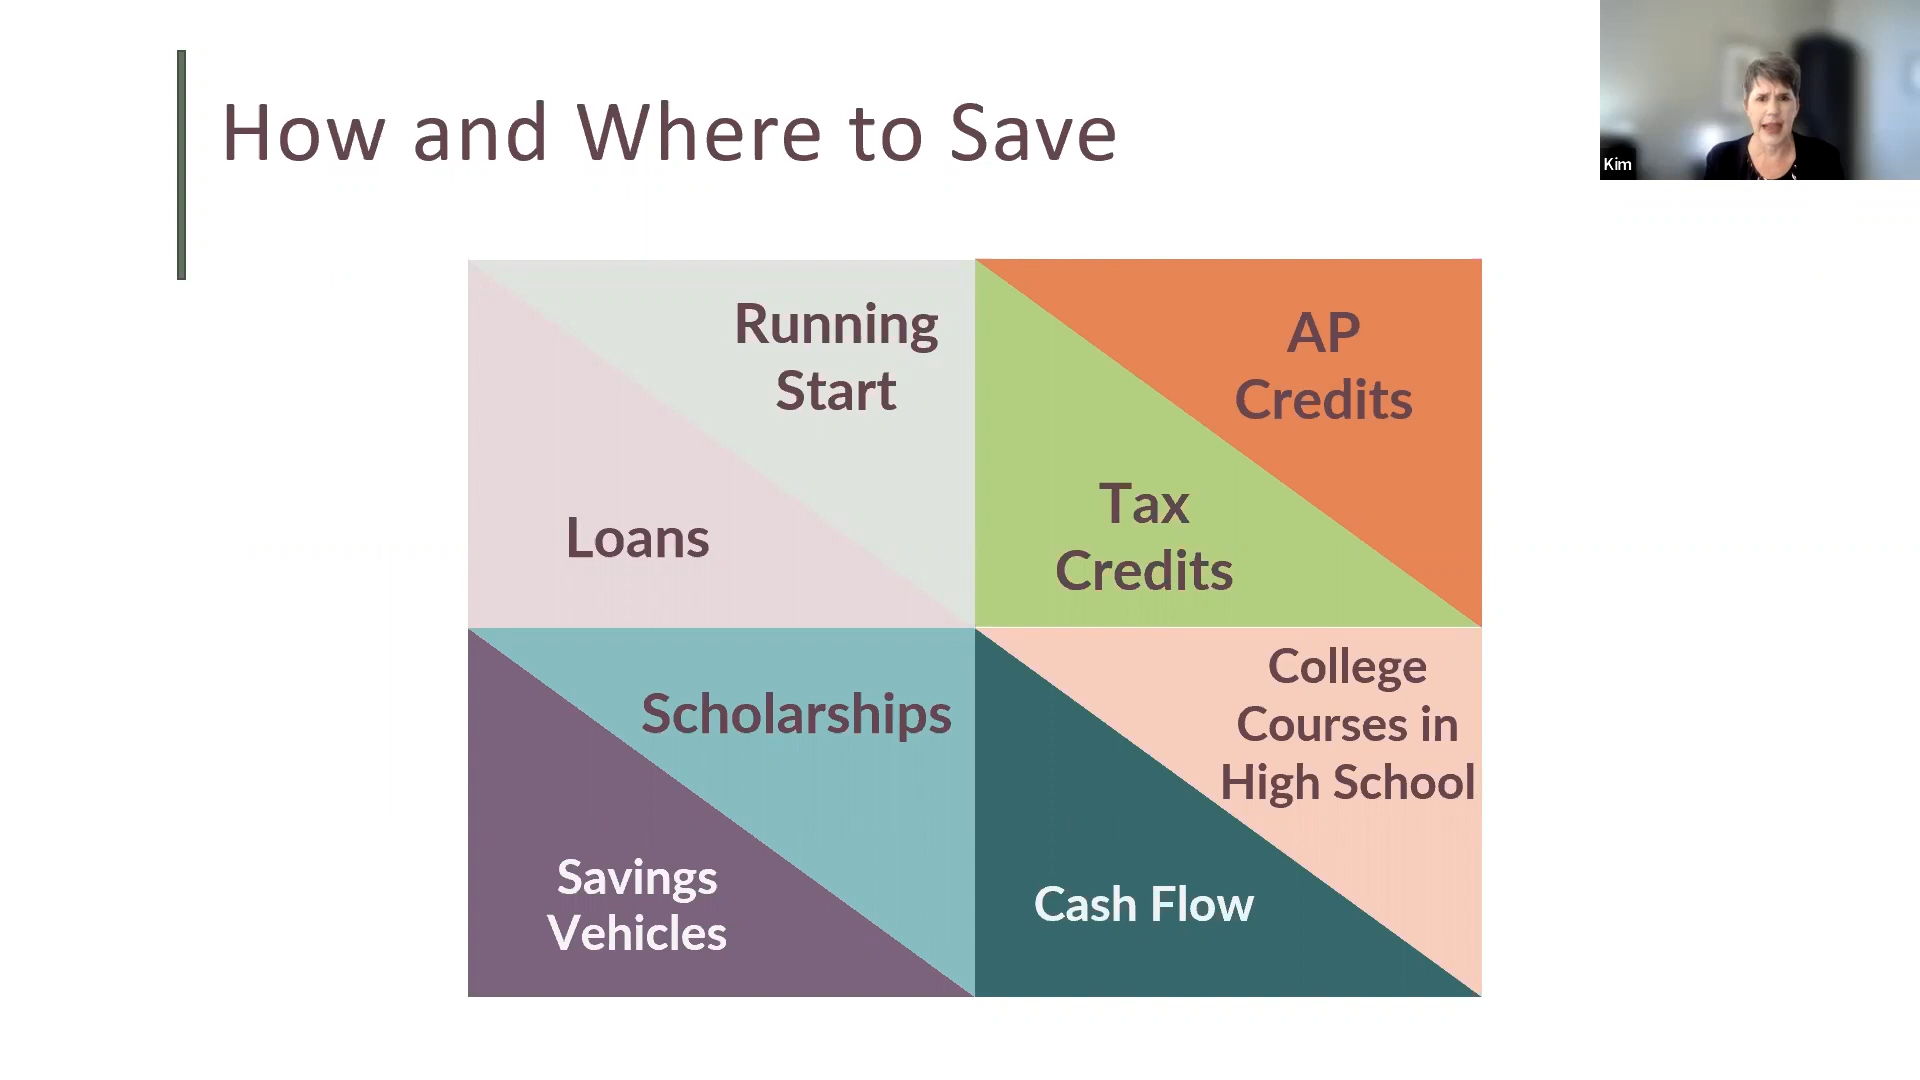 How and Where to Save
Kim
Running
Start
Loans
AP
Credits
Tax
Credits
Scholarships
Savings
Vehicles
College
Courses in
High School
Cash Flow